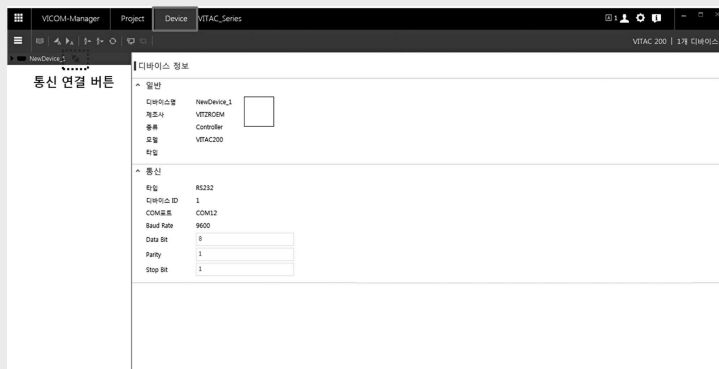 VICOM-Manager Project Device VITAC_Series 1
VITAC 200 | 1개 디바이스
NewDevice_1
통신 연결 버튼
디바이스 정보
일반
디바이스명 NewDevice_1
제조사 VITZROEM
종류 Controller
모델 VITAC200
타입
통신
타입 RS232
디바이스 ID 1
COM포트 COM12
Baud Rate 9600
Data Bit 8
Parity 1
Stop Bit 1